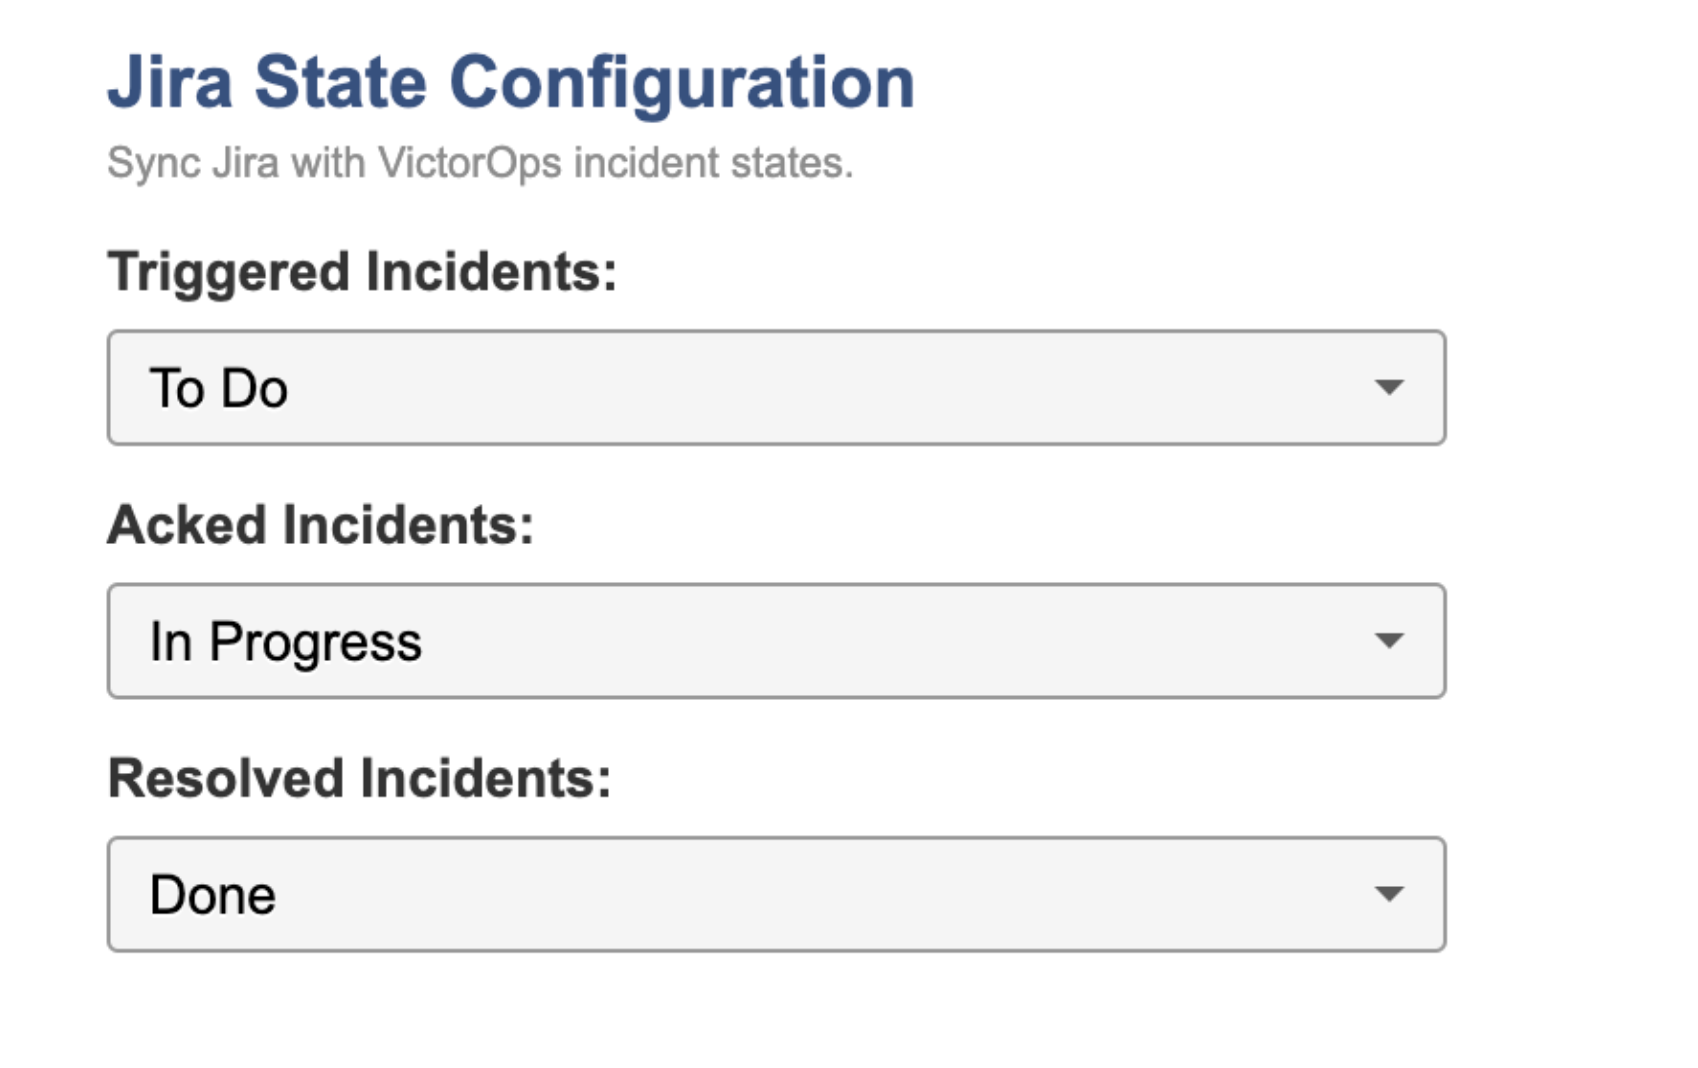 Jira State Configuration
Sync Jira with VictorOps incident states.
Triggered Incidents:
To Do
Acked Incidents:
In Progress
Resolved Incidents:
Done